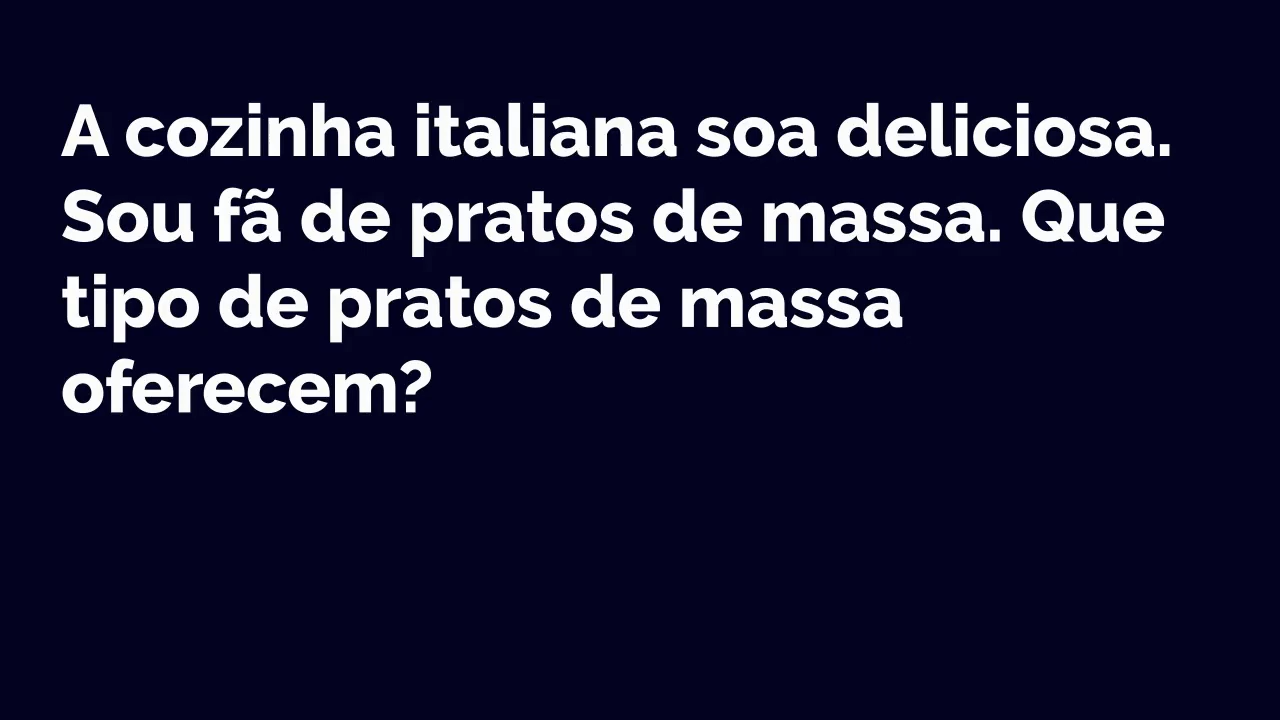 A cozinha italiana soa deliciosa.
Sou fã de pratos de massa. Que
tipo de pratos de massa
oferecem?